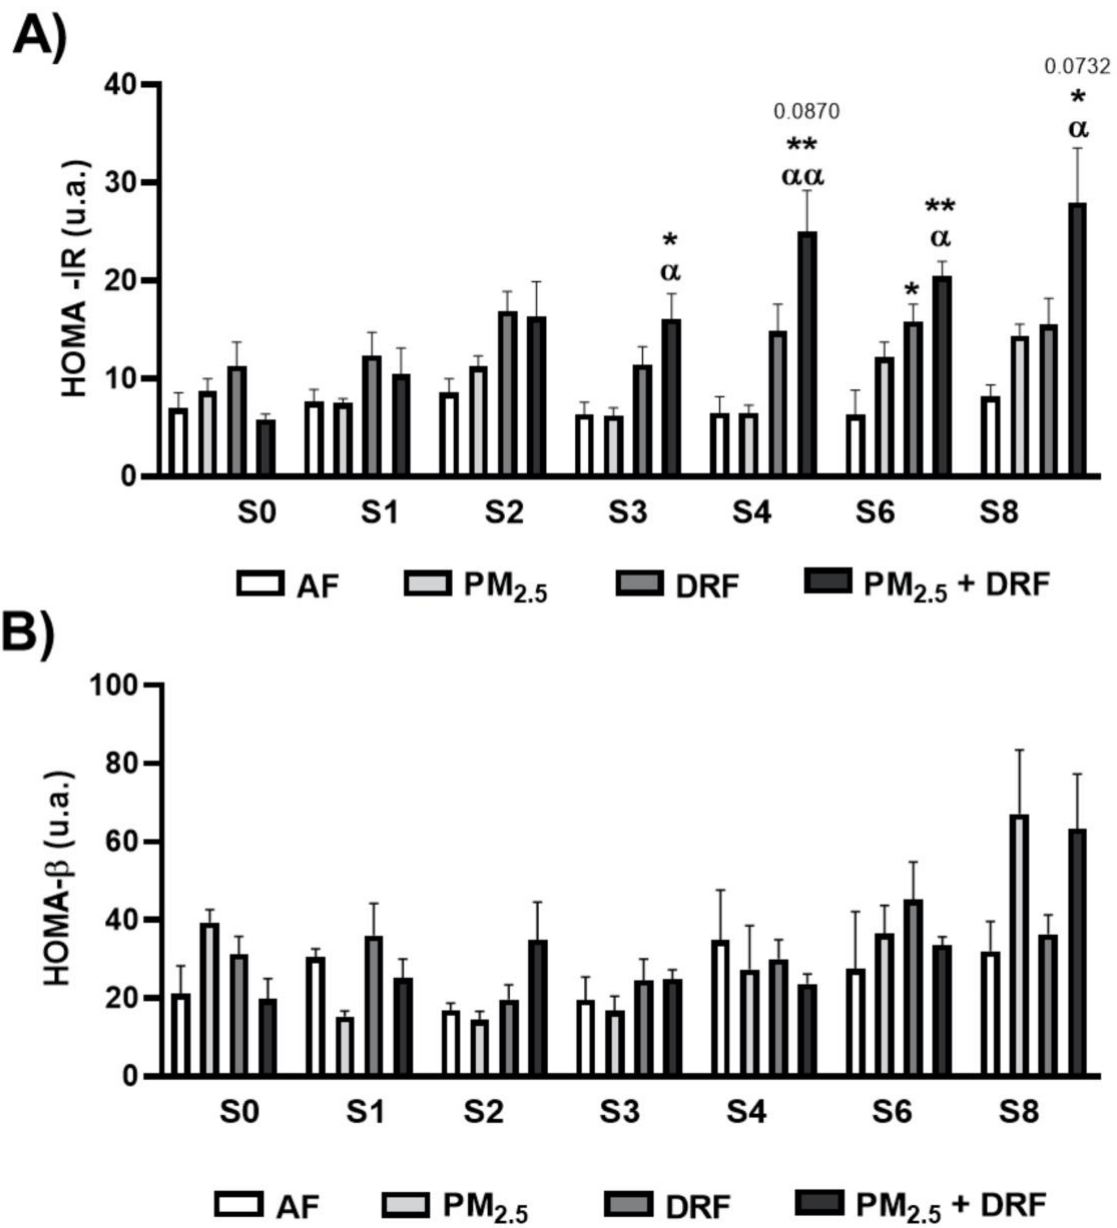 A)
0.0732
*
α
0.0870
**
αα
**
α
*
*
α
HOMA -IR (u.a.)
40
30
20
10
0
S0 S1 S2 S3 S4 S6 S8
AF PM2.5 DRF PM2.5 + DRF
B)
HOMA-β (u.a.)
100
80
60
40
20
0
S0 S1 S2 S3 S4 S6 S8
AF PM2.5 DRF PM2.5 + DRF